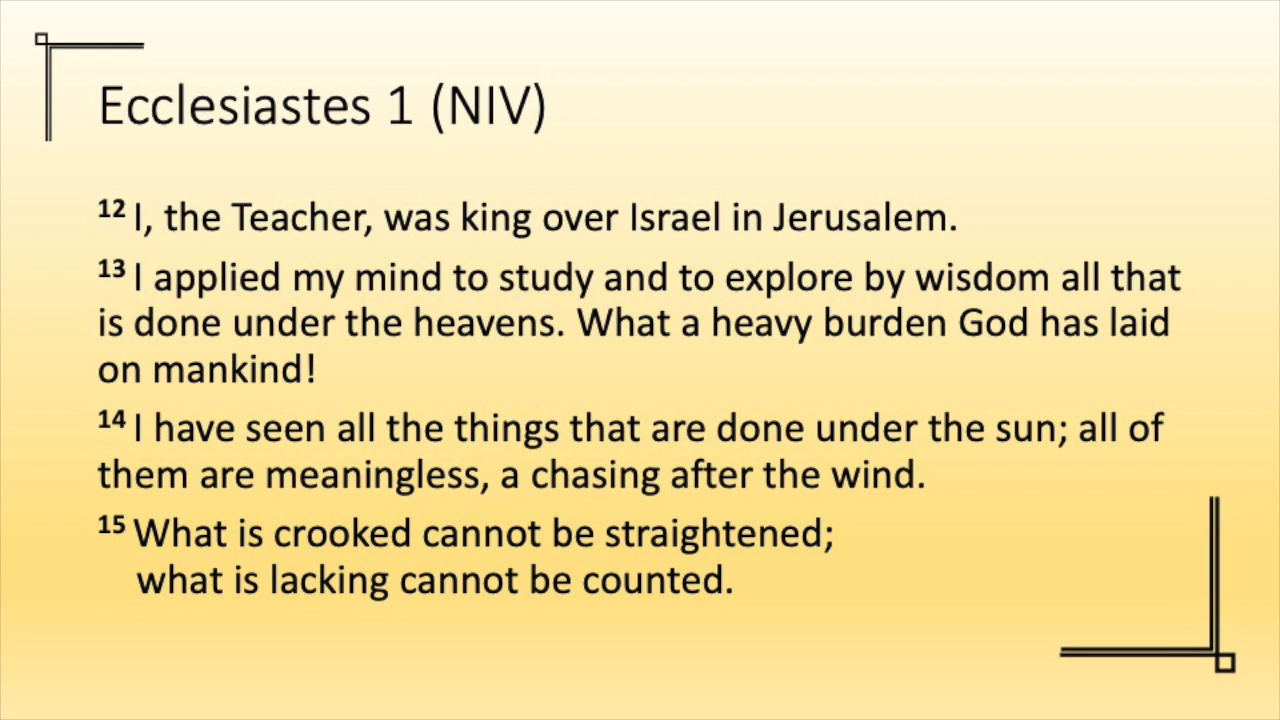 Ecclesiastes 1 (NIV)
12 I, the Teacher, was king over Israel in Jerusalem.
13 I applied my mind to study and to explore by wisdom all that
is done under the heavens. What a heavy burden God has laid
on mankind!
14 I have seen all the things that are done under the sun; all of
them are meaningless, a chasing after the wind.
15 What is crooked cannot be straightened;
what is lacking cannot be counted.